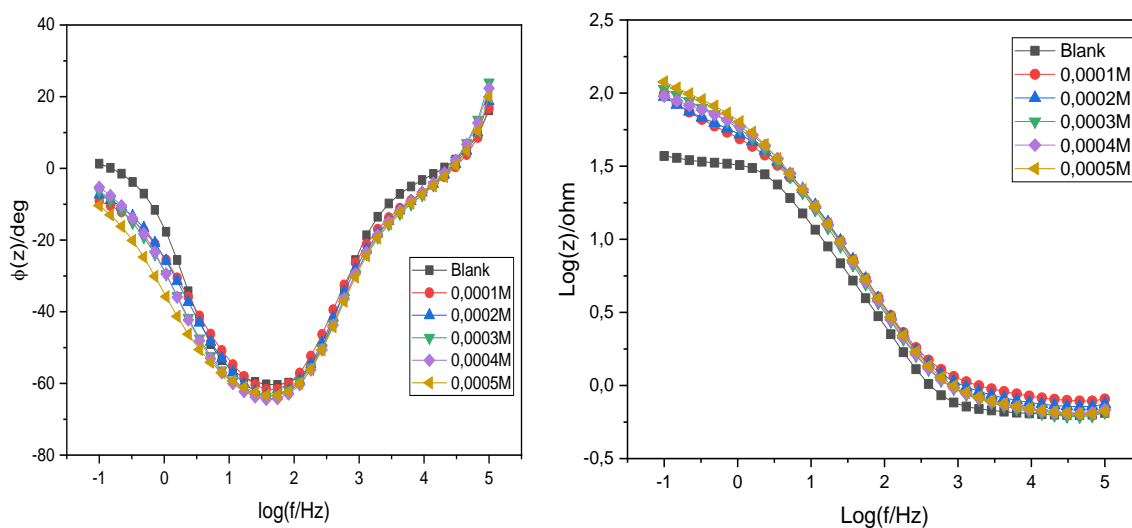 40
20
0
-20
-40
-60
-80
ϕ(z)/deg
-1 0 1 2 3 4 5
log(f/Hz)
Blank
0,0001M
0,0002M
0,0003M
0,0004M
0,0005M
2,5
2,0
1,5
1,0
0,5
0,0
-0,5
Log(z)/ohm
-1 0 1 2 3 4 5
Log(f/Hz)
Blank
0,0001M
0,0002M
0,0003M
0,0004M
0,0005M